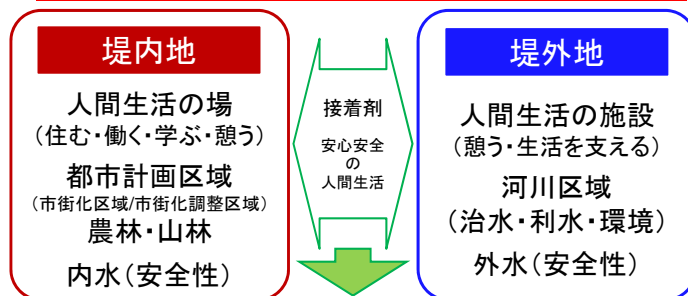 堤内地
人間生活の場
(住む・働く・学ぶ・憩う)
都市計画区域
(市街化区域/市街化調整区域)
農林・山林
内水(安全性)
接着剤
安心安全
の
人間生活
堤外地
人間生活の施設
(憩う・生活を支える)
河川区域
(治水・利水・環境)
外水(安全性)